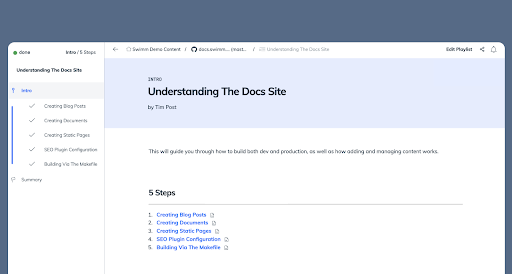 done
Intro / 5 Steps
Understanding The Docs Site
Intro
Creating Blog Posts
Creating Documents
Creating Static Pages
SEO Plugin Configuration
Building Via The Makefile
Summary
Swimm Demo Content / docs.swimm.... (mast... / Understanding The Docs Site
Edit Playlist
INTRO
Understanding The Docs Site
by Tim Post
This will guide you through how to build both dev and production, as well as how adding and managing content works.
5 Steps
1. Creating Blog Posts
2. Creating Documents
3. Creating Static Pages
4. SEO Plugin Configuration
5. Building Via The Makefile